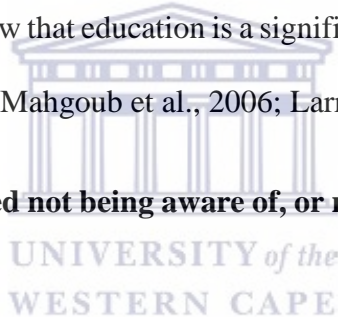 w that education is a signifi
Mahgoub et al., 2006; Lar
ed not being aware of, or
UNIVERSITY of the
WESTERN CAPE